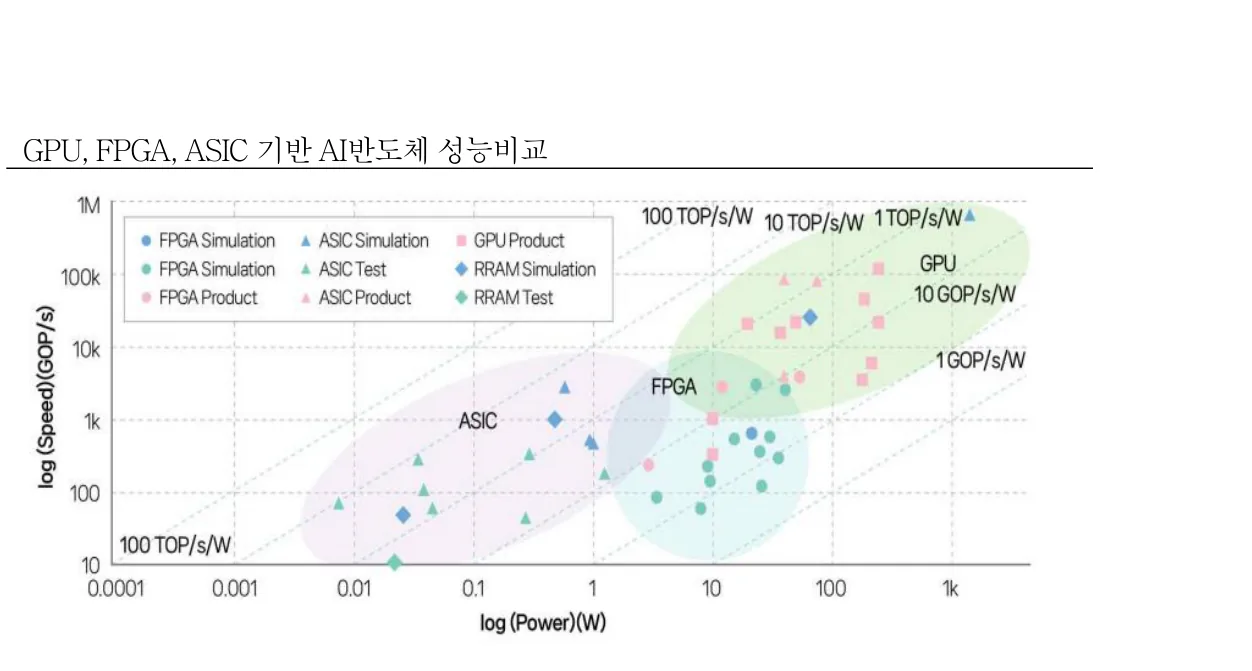 GPU, FPGA, ASIC 기반 AI반도체 성능비교
1M
100k
10k
1k
100
10
log (Speed)(GOP/s)
FPGA Simulation
ASIC Simulation
GPU Product
FPGA Simulation
ASIC Test
RRAM Simulation
FPGA Product
ASIC Product
RRAM Test
100 TOP/s/W
10 TOP/s/W
1 TOP/s/W
GPU
10 GOP/s/W
1 GOP/s/W
FPGA
ASIC
100 TOP/s/W
0.0001
0.001
0.01
0.1
1
10
100
1k
log (Power)(W)